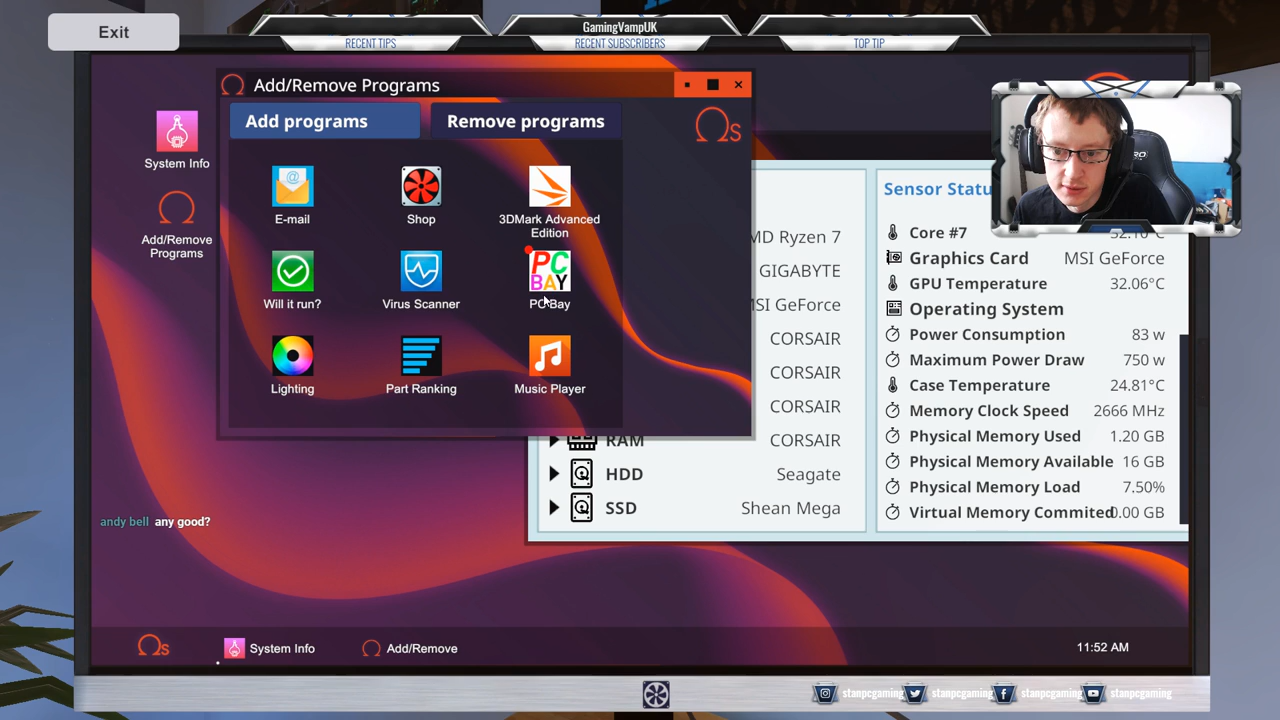 Exit
GamingVampUK
RECENT TIPS
RECENT SUBSCRIBERS
TOP TIP
Add/Remove Programs
Add programs
Remove programs
System Info
Add/Remove
Programs
E-mail
Shop
3DMark Advanced
Edition
Will it run?
Virus Scanner
PC
BAY
PC Bay
Lighting
Part Ranking
Music Player
MD Ryzen 7
GIGABYTE
MSI GeForce
CORSAIR
CORSAIR
CORSAIR
RAM CORSAIR
HDD Seagate
SSD Shean Mega
Sensor Statu
Core #7 32.10°C
Graphics Card MSI GeForce
GPU Temperature 32.06°C
Operating System
Power Consumption 83 w
Maximum Power Draw 750 w
Case Temperature 24.81°C
Memory Clock Speed 2666 MHz
Physical Memory Used 1.20 GB
Physical Memory Available 16 GB
Physical Memory Load 7.50%
Virtual Memory Commited 0.00 GB
andy bell any good?
System Info
Add/Remove
11:52 AM
stanpcgaming stanpcgaming stanpcgaming stanpcgaming